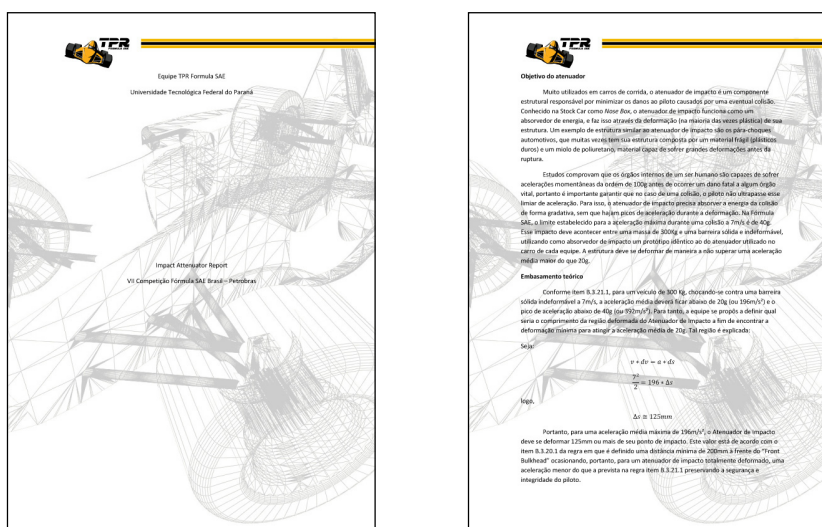 TPR
FORMULA SAE
Equipe TPR Formula SAE
Universidade Tecnológica Federal do Paraná
Impact Attenuator Report
VII Competição Fórmula SAE Brasil – Petrobras
TPR
FORMULA SAE
Objetivo do atenuador
Muito utilizados em carros de corrida, o atenuador de impacto é um componente
estrutural responsável por minimizar os danos ao piloto causados por uma eventual colisão.
Conhecido na Stock Car como Nose Box, o atenuador de impacto funciona como um
absorvedor de energia, e faz isso através da deformação (na maioria das vezes plástica) de sua
estrutura. Um exemplo de estrutura similar ao atenuador de impacto são os pára-choques
automotivos, que muitas vezes tem sua estrutura composta por um material frágil (plásticos
duros) e um miolo de poliuretano, material capaz de sofrer grandes deformações antes da
ruptura.
Estudos comprovam que os órgãos internos de um ser humano são capazes de sofrer
acelerações momentâneas da ordem de 100g antes de ocorrer um dano fatal a algum órgão
vital, portanto é importante garantir que no caso de uma colisão, o piloto não ultrapasse esse
limiar de aceleração. Para isso, o atenuador de impacto precisa absorver a energia da colisão
de forma gradativa, sem que hajam picos de aceleração durante a deformação. Na Fórmula
SAE, o limite estabelecido para a aceleração máxima durante uma colisão a 7m/s é de 40g.
Esse impacto deve acontecer entre uma massa de 300Kg e uma barreira sólida e indeformável,
utilizando como absorvedor de impacto um protótipo idêntico ao do atenuador utilizado no
carro de cada equipe. A estrutura deve se deformar de maneira a não superar uma aceleração
média maior do que 20g.
Embasamento teórico
Conforme item B.3.21.1, para um veículo de 300 Kg, chocando-se contra uma barreira
sólida indeformável a 7m/s, a aceleração média deverá ficar abaixo de 20g (ou 196m/s²) e o
pico de aceleração abaixo de 40g (ou 392m/s²). Para tanto, a equipe se propôs a definir qual
seria o comprimento da região deformada do Atenuador de Impacto a fim de encontrar a
deformação mínima para atingir a aceleração média de 20g. Tal região é explicada:
Seja:
v ∗ dv = a ∗ ds
7²/2 = 196 ∗ Δs
logo,
Δs ≅ 125mm
Portanto, para uma aceleração média máxima de 196m/s², o Atenuador de Impacto
deve se deformar 125mm ou mais de seu ponto de impacto. Este valor está de acordo com o
item B.3.20.1 da regra em que é definido uma distância mínima de 200mm à frente do "Front
Bulkhead" ocasionando, portanto, para um atenuador de impacto totalmente deformado, uma
aceleração menor do que a prevista na regra item B.3.21.1 preservando a segurança e
integridade do piloto.